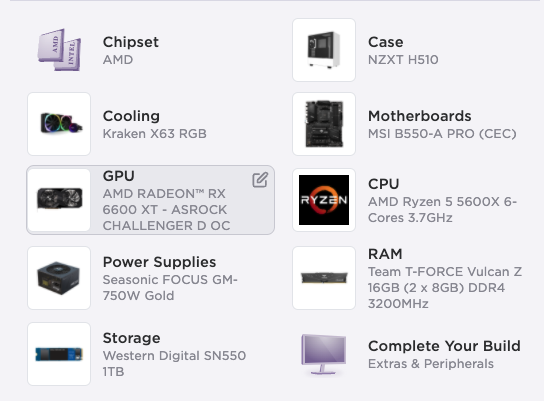 Chipset
AMD
Case
NZXT H510
Cooling
Kraken X63 RGB
Motherboards
MSI B550-A PRO (CEC)
GPU
AMD RADEON™ RX
6600 XT - ASROCK
CHALLENGER D OC
CPU
AMD Ryzen 5 5600X 6-
Cores 3.7GHz
Power Supplies
Seasonic FOCUS GM-
750W Gold
RAM
Team T-FORCE Vulcan Z
16GB (2 x 8GB) DDR4
3200MHz
Storage
Western Digital SN550
1TB
Complete Your Build
Extras & Peripherals
AMD
INTEL
RYZEN